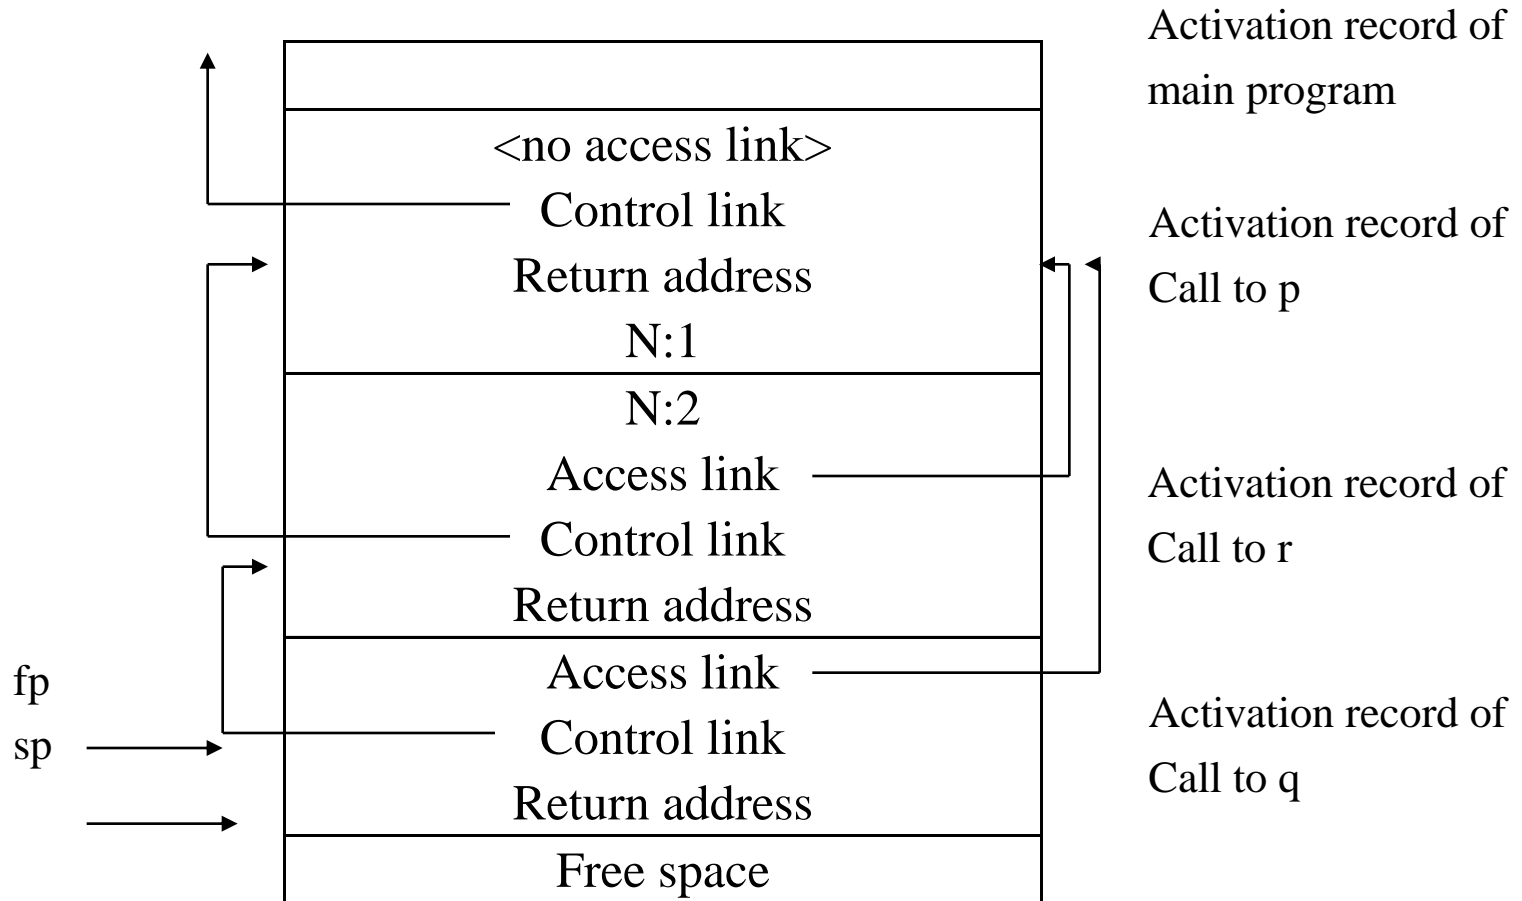 Activation record of
main program
<no access link>
Control link
Return address
N:1
Activation record of
Call to p
N:2
Access link
Control link
Return address
Activation record of
Call to r
fp
sp
Access link
Control link
Return address
Activation record of
Call to q
Free space